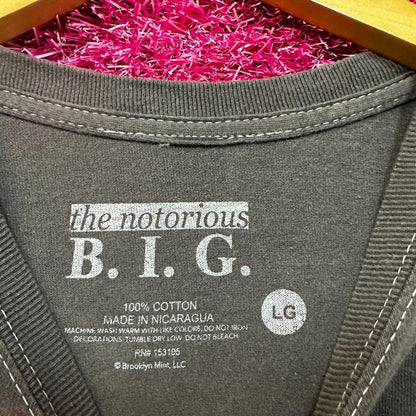 the notorious
B. I. G.
100% COTTON
MADE IN NICARAGUA
LG
MACHINE WASH WARM WITH LIKE COLORS, DO NOT IRON
DECORATIONS, TUMBLE DRY LOW, DO NOT BLEACH
RN# 153105
© Brooklyn Mint, LLC